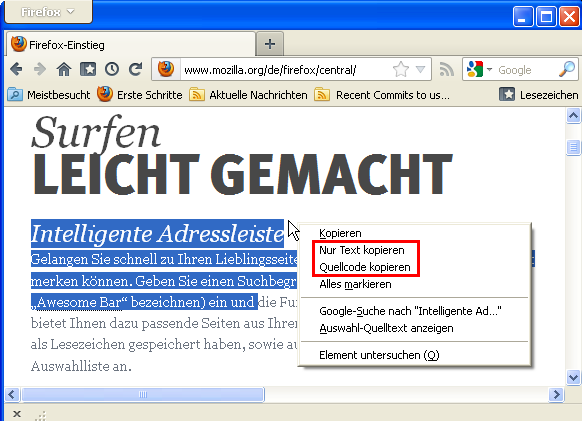 Firefox
Firefox-Einstieg
www.mozilla.org/de/firefox/central/
Google
Meistbesucht Erste Schritte Aktuelle Nachrichten Recent Commits to us... Lesezeichen
Surfen
LEICHT GEMACHT
Intelligente Adressleiste
Gelangen Sie schnell zu Ihren Lieblingsseite
merken können. Geben Sie einen Suchbegr
„Awesome Bar“ bezeichnen) ein und die Fu
bietet Ihnen dazu passende Seiten aus Ihrer
als Lesezeichen gespeichert haben, sowie au
Auswahlliste an.
Kopieren
Nur Text kopieren
Quellcode kopieren
Alles markieren
Google-Suche nach "Intelligente Ad..."
Auswahl-Quelltext anzeigen
Element untersuchen (Q)